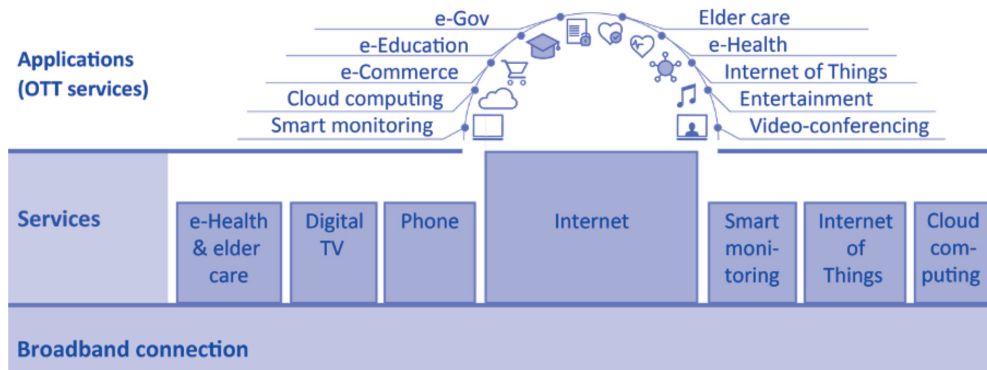 Applications
(OTT services)
e-Gov
e-Education
e-Commerce
Cloud computing
Smart monitoring
Elder care
e-Health
Internet of Things
Entertainment
Video-conferencing
Services
e-Health
& elder
care
Digital
TV
Phone
Internet
Smart
moni-
toring
Internet
of
Things
Cloud
com-
puting
Broadband connection